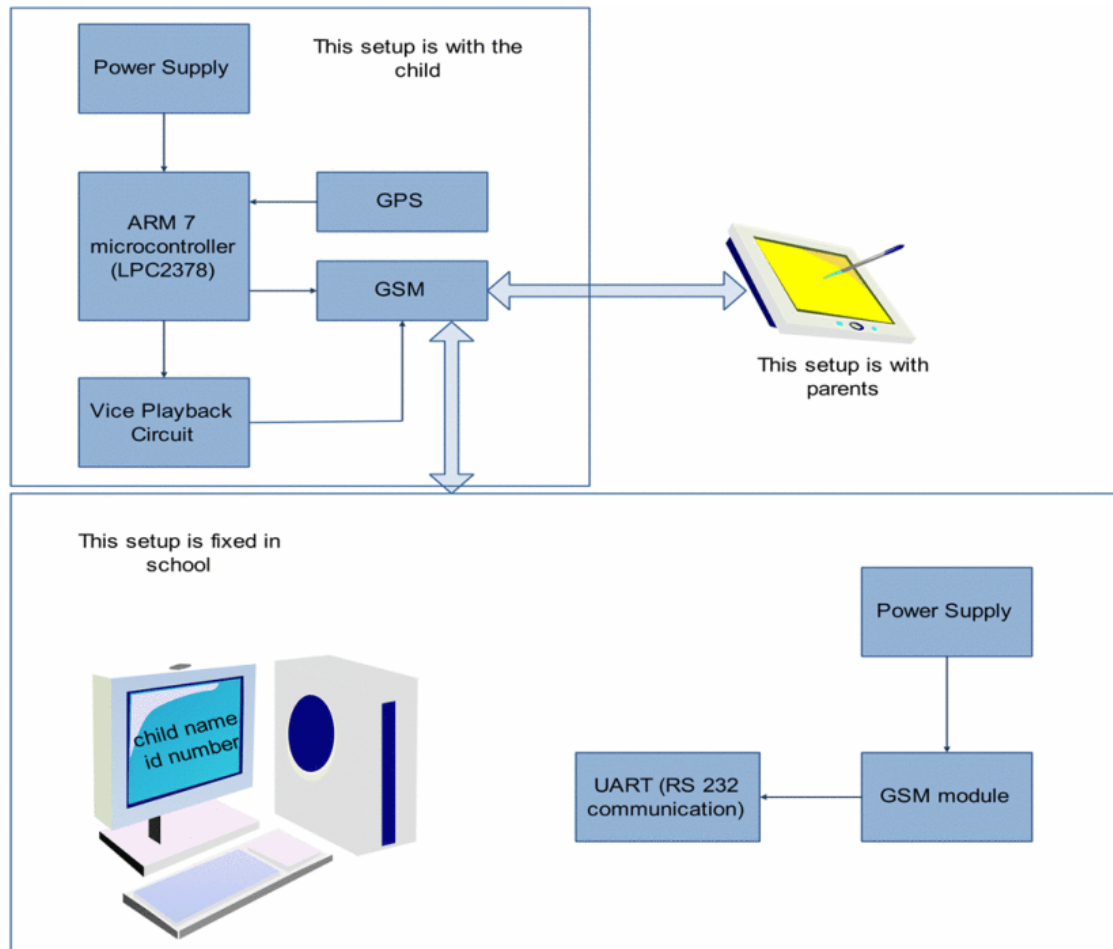 Power Supply
This setup is with the
child
ARM 7
microcontroller
(LPC2378)
GPS
GSM
This setup is with
parents
Vice Playback
Circuit
This setup is fixed in
school
child name
id number
Power Supply
UART (RS 232
communication)
GSM module